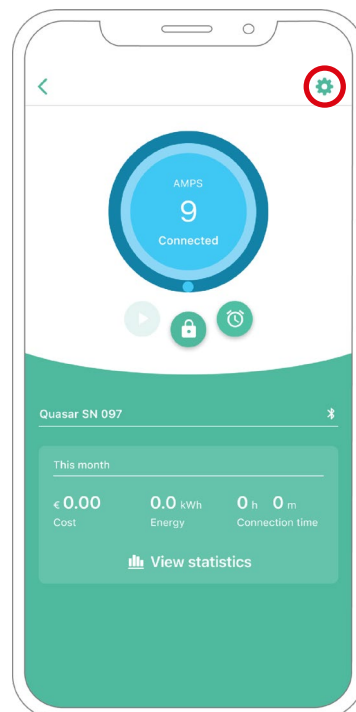 AMPS
9
Connected
Quasar SN 097
This month
€ 0.00 0.0 kWh 0 h 0 m
Cost Energy Connection time
View statistics